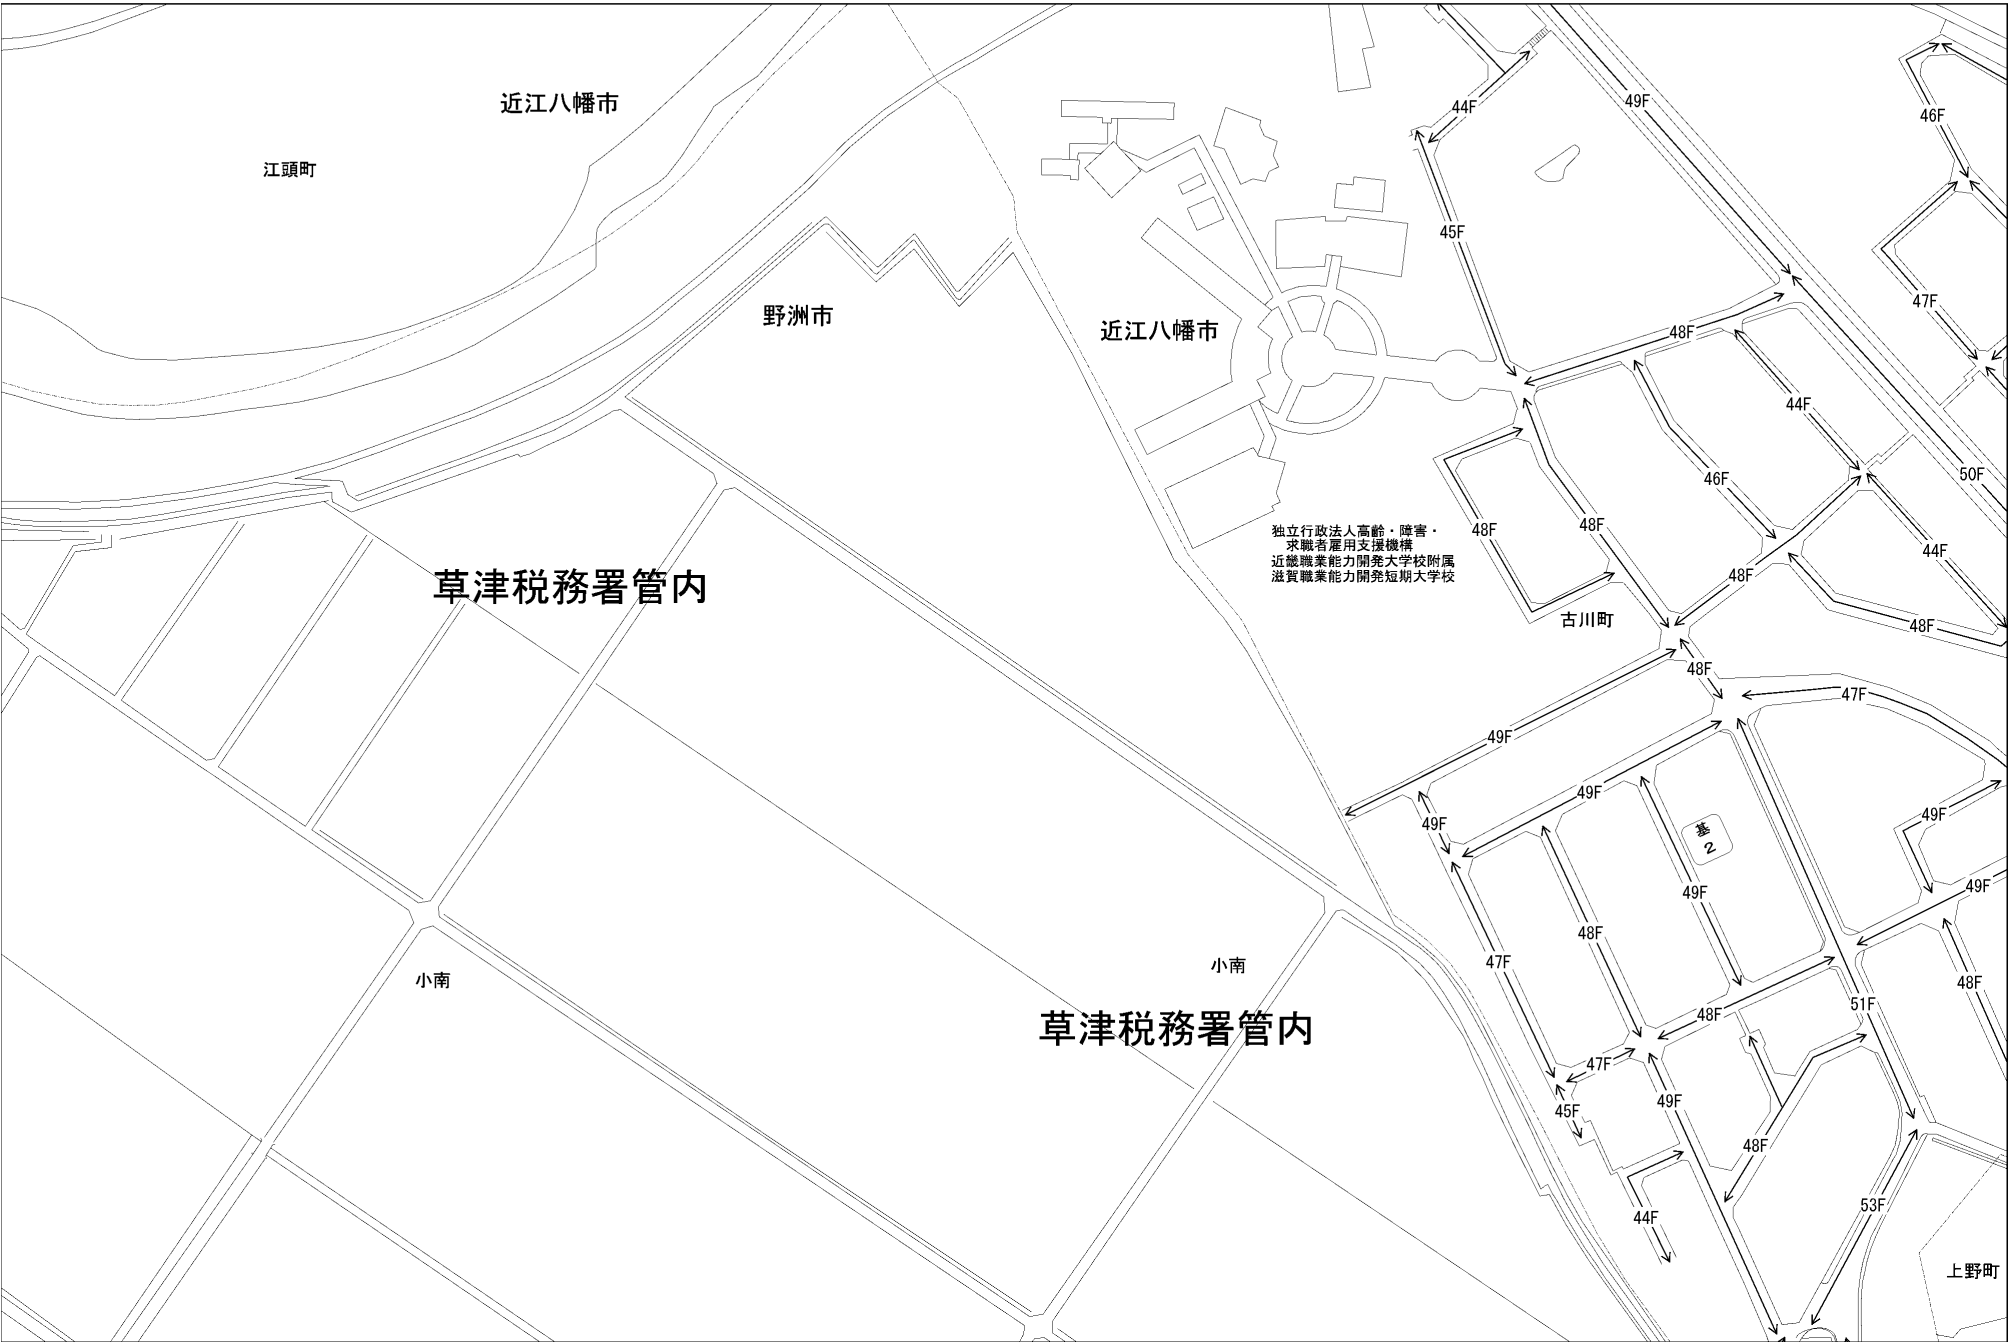 近江八幡市
49F
44F
46F
江頭町
45F
47F
野洲市
近江八幡市
48F
44F
50F
46F
48F
48F
独立行政法人高齢・障害・
求職者雇用支援機構
近畿職業能力開発大学校附属
滋賀職業能力開発短期大学校
44F
48F
草津税務署管内
古川町
48F
48F
47F
49F
49F
49F
49F
基
2
49F
49F
48F
47F
小南
小南
48F
51F
48F
草津税務署管内
47F
49F
45F
48F
53F
44F
上野町